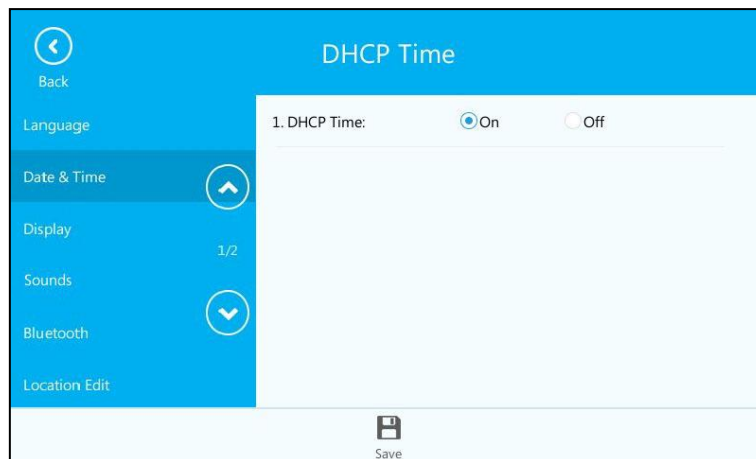 DHCP Time
Back
Language
Date & Time
Display
1/2
Sounds
Bluetooth
Location Edit
1. DHCP Time: On Off
Save